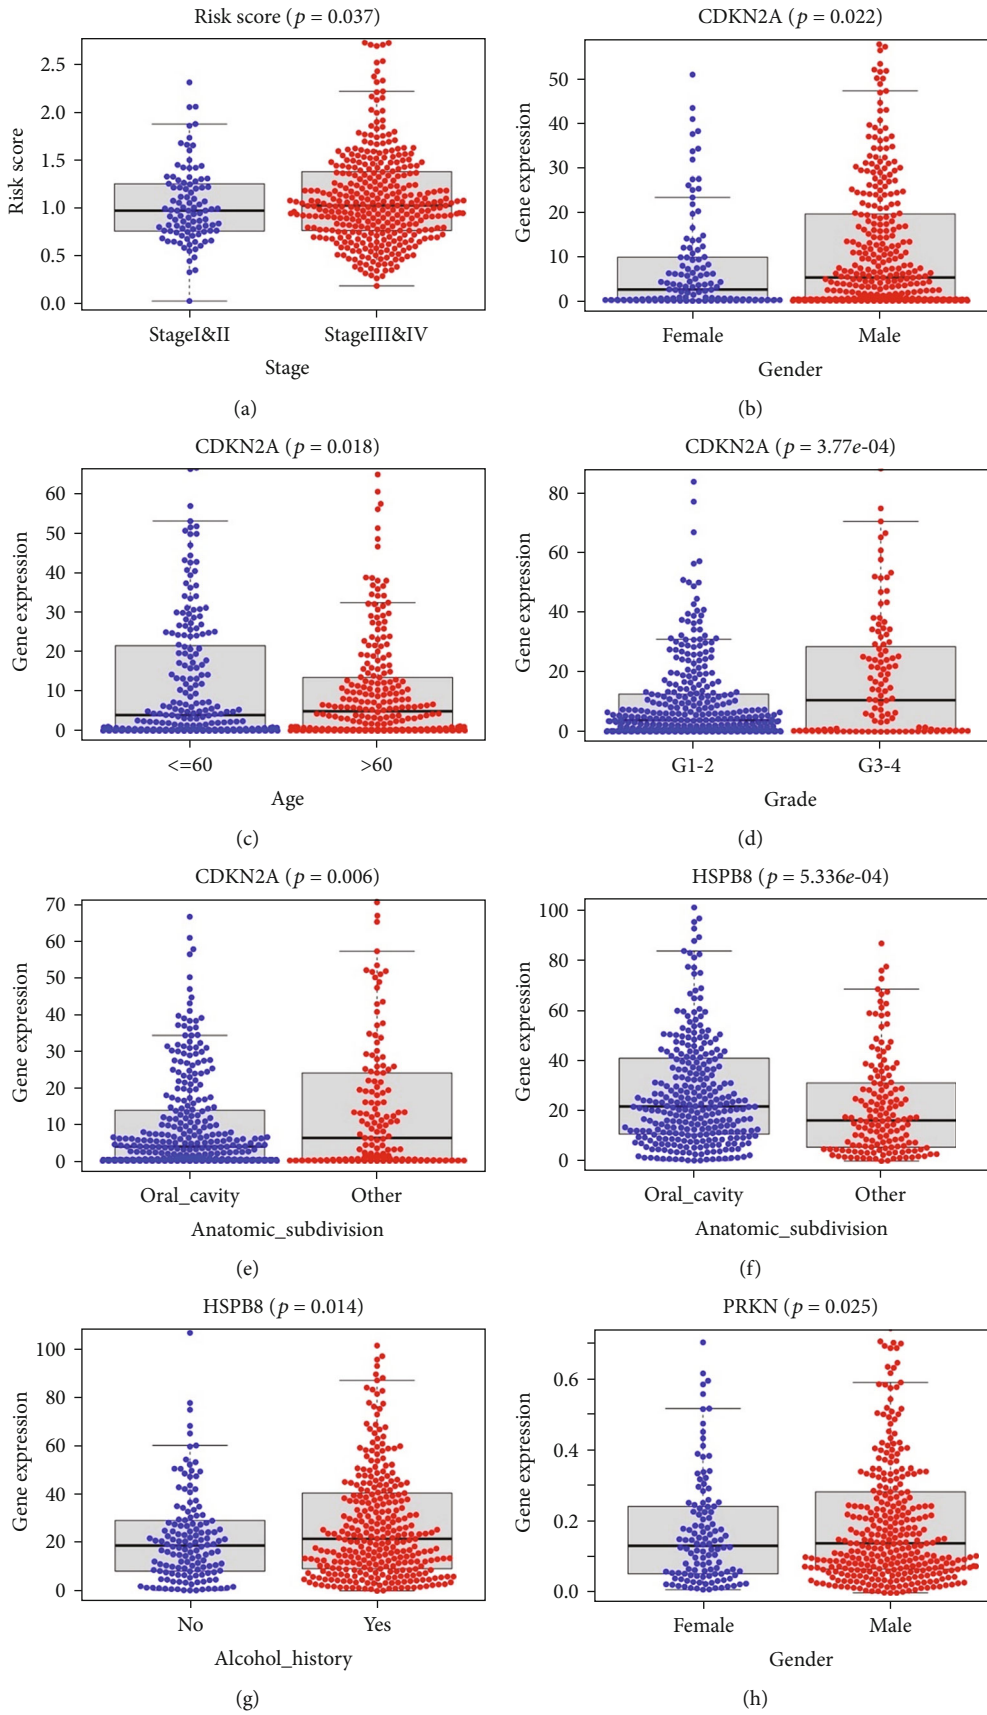 Risk score (p = 0.037)
Risk score
2.5
2.0
1.5
1.0
0.5
0.0
StageI&II StageIII&IV
Stage
(a)
CDKN2A (p = 0.022)
Gene expression
50
40
30
20
10
0
Female Male
Gender
(b)
CDKN2A (p = 0.018)
Gene expression
60
50
40
30
20
10
0
<=60 >60
Age
(c)
CDKN2A (p = 3.77e-04)
Gene expression
80
60
40
20
0
G1-2 G3-4
Grade
(d)
CDKN2A (p = 0.006)
Gene expression
70
60
50
40
30
20
10
0
Oral_cavity Other
Anatomic_subdivision
(e)
HSPB8 (p = 5.336e-04)
Gene expression
100
80
60
40
20
0
Oral_cavity Other
Anatomic_subdivision
(f)
HSPB8 (p = 0.014)
Gene expression
100
80
60
40
20
0
No Yes
Alcohol_history
(g)
PRKN (p = 0.025)
Gene expression
0.6
0.4
0.2
0.0
Female Male
Gender
(h)